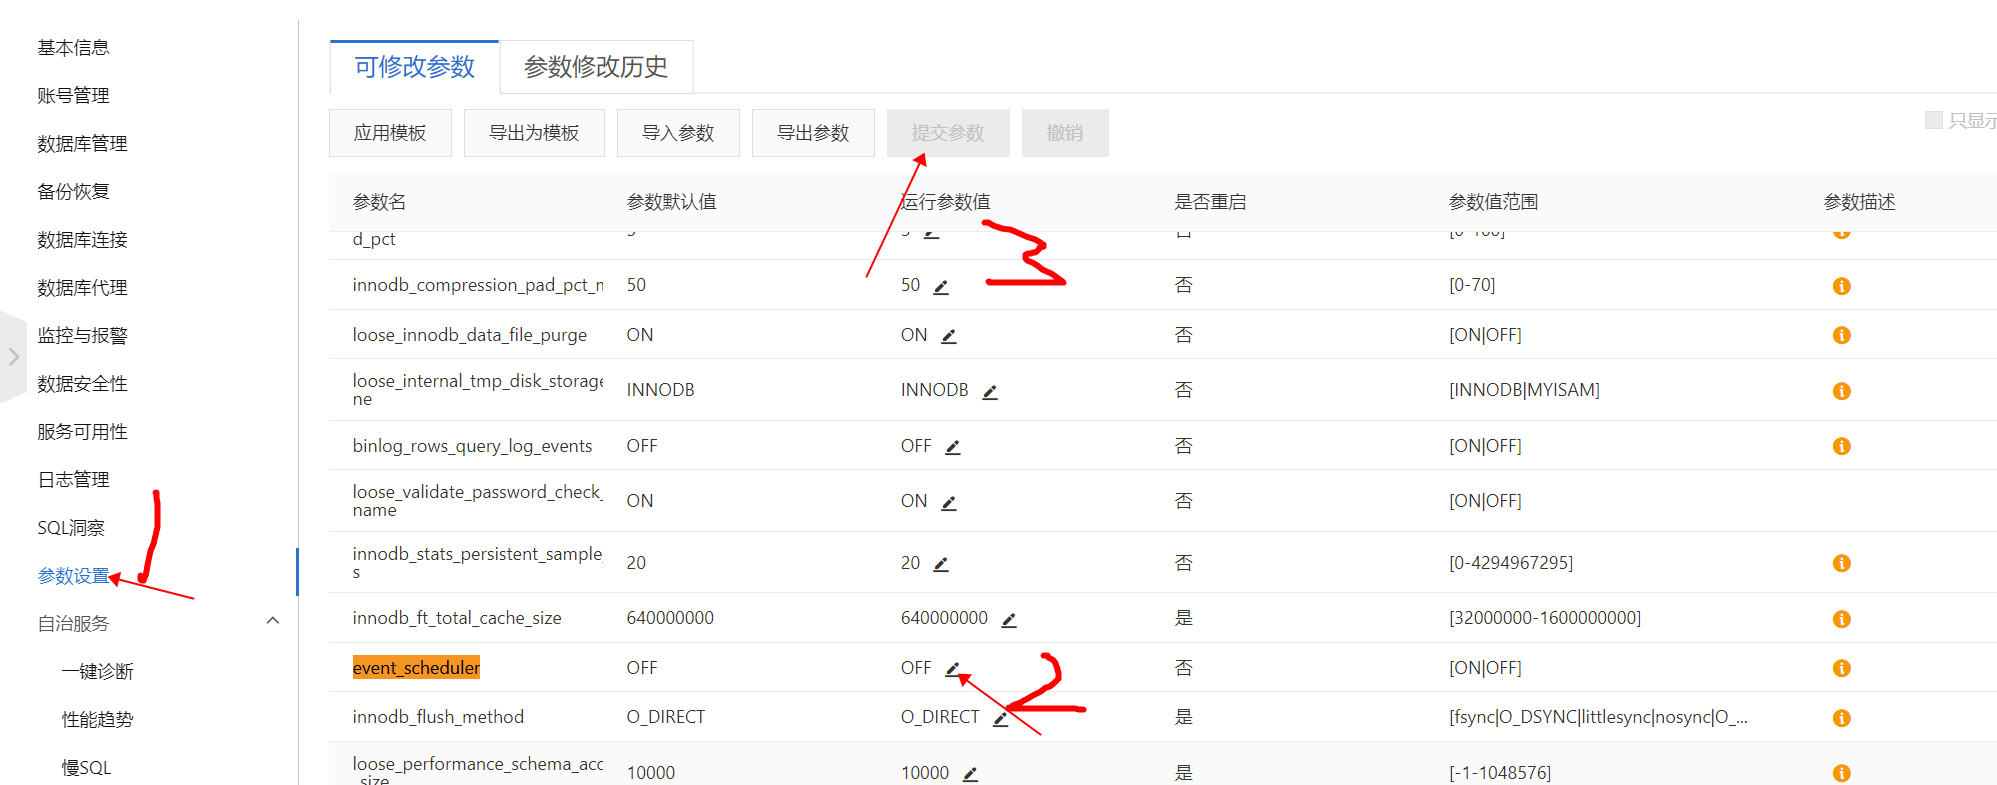 基本信息
账号管理
数据库管理
备份恢复
数据库连接
数据库代理
监控与报警
数据安全性
服务可用性
日志管理
SQL洞察
参数设置
自治服务
一键诊断
性能趋势
慢SQL
1
可修改参数 参数修改历史
应用模板 导出为模板 导入参数 导出参数 提交参数 撤销 只显示
参数名 参数默认值 运行参数值 是否重启 参数值范围 参数描述
d_pct
3
innodb_compression_pad_pct_m 50 50 否 [0-70]
loose_innodb_data_file_purge ON ON 否 [ON|OFF]
loose_internal_tmp_disk_storage
ne INNODB INNODB 否 [INNODB|MYISAM]
binlog_rows_query_log_events OFF OFF 否 [ON|OFF]
loose_validate_password_check_
name ON ON 否 [ON|OFF]
innodb_stats_persistent_sample_
s 20 20 否 [0-4294967295]
innodb_ft_total_cache_size 640000000 640000000 是 [32000000-1600000000]
event_scheduler OFF OFF 否 [ON|OFF]
2
innodb_flush_method O_DIRECT O_DIRECT 是 [fsync|O_DSYNC|littlesync|nosync|O_...
loose_performance_schema_acc
_size 10000 10000 是 [-1-1048576]